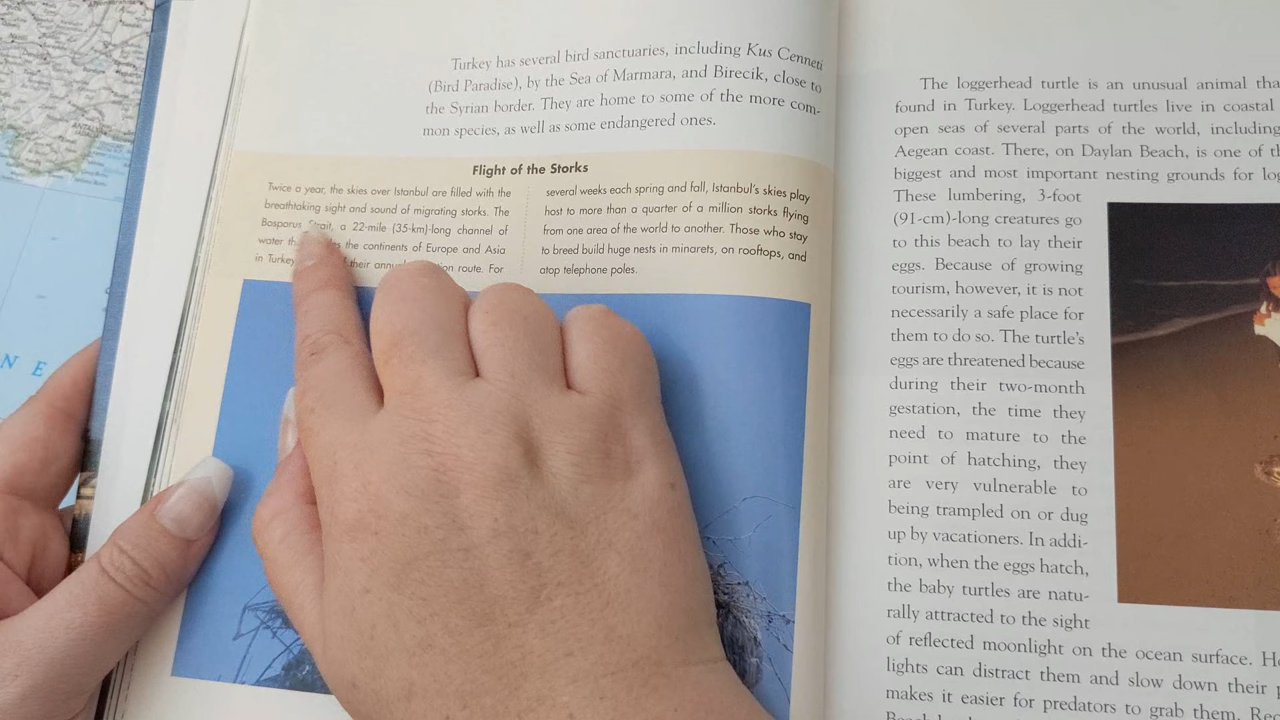 Turkey has several bird sanctuaries, including Kus Cenneti
(Bird Paradise), by the Sea of Marmara, and Birecik, close to
the Syrian border. They are home to some of the more com-
mon species, as well as some endangered ones.
Flight of the Storks
Twice a year, the skies over Istanbul are filled with the
breathtaking sight and sound of migrating storks. The
Bosporus Strait, a 22-mile (35-km)-long channel of
water the continents of Europe and Asia
in Turkey their route. For
several weeks each spring and fall, Istanbul's skies play
host to more than a quarter of a million storks flying
from one area of the world to another. Those who stay
to breed build huge nests in minarets, on rooftops, and
atop telephone poles.
The loggerhead turtle is an unusual animal
found in Turkey. Loggerhead turtles live in coastal
open seas of several parts of the world, including
Aegean coast. There, on Daylan Beach, is one of
biggest and most important nesting grounds for
These lumbering, 3-foot
(91-cm)-long creatures go
to this beach to lay their
eggs. Because of growing
tourism, however, it is not
necessarily a safe place for
them to do so. The turtle's
eggs are threatened because
during their two-month
gestation, the time they
need to mature to the
point of hatching, they
are very vulnerable to
being trampled on or dug
up by vacationers. In addi-
tion, when the eggs hatch,
the baby turtles are natu-
rally attracted to the sight
of reflected moonlight on the ocean surface.
lights can distract them and slow down their
makes it easier for predators to grab them.
N E